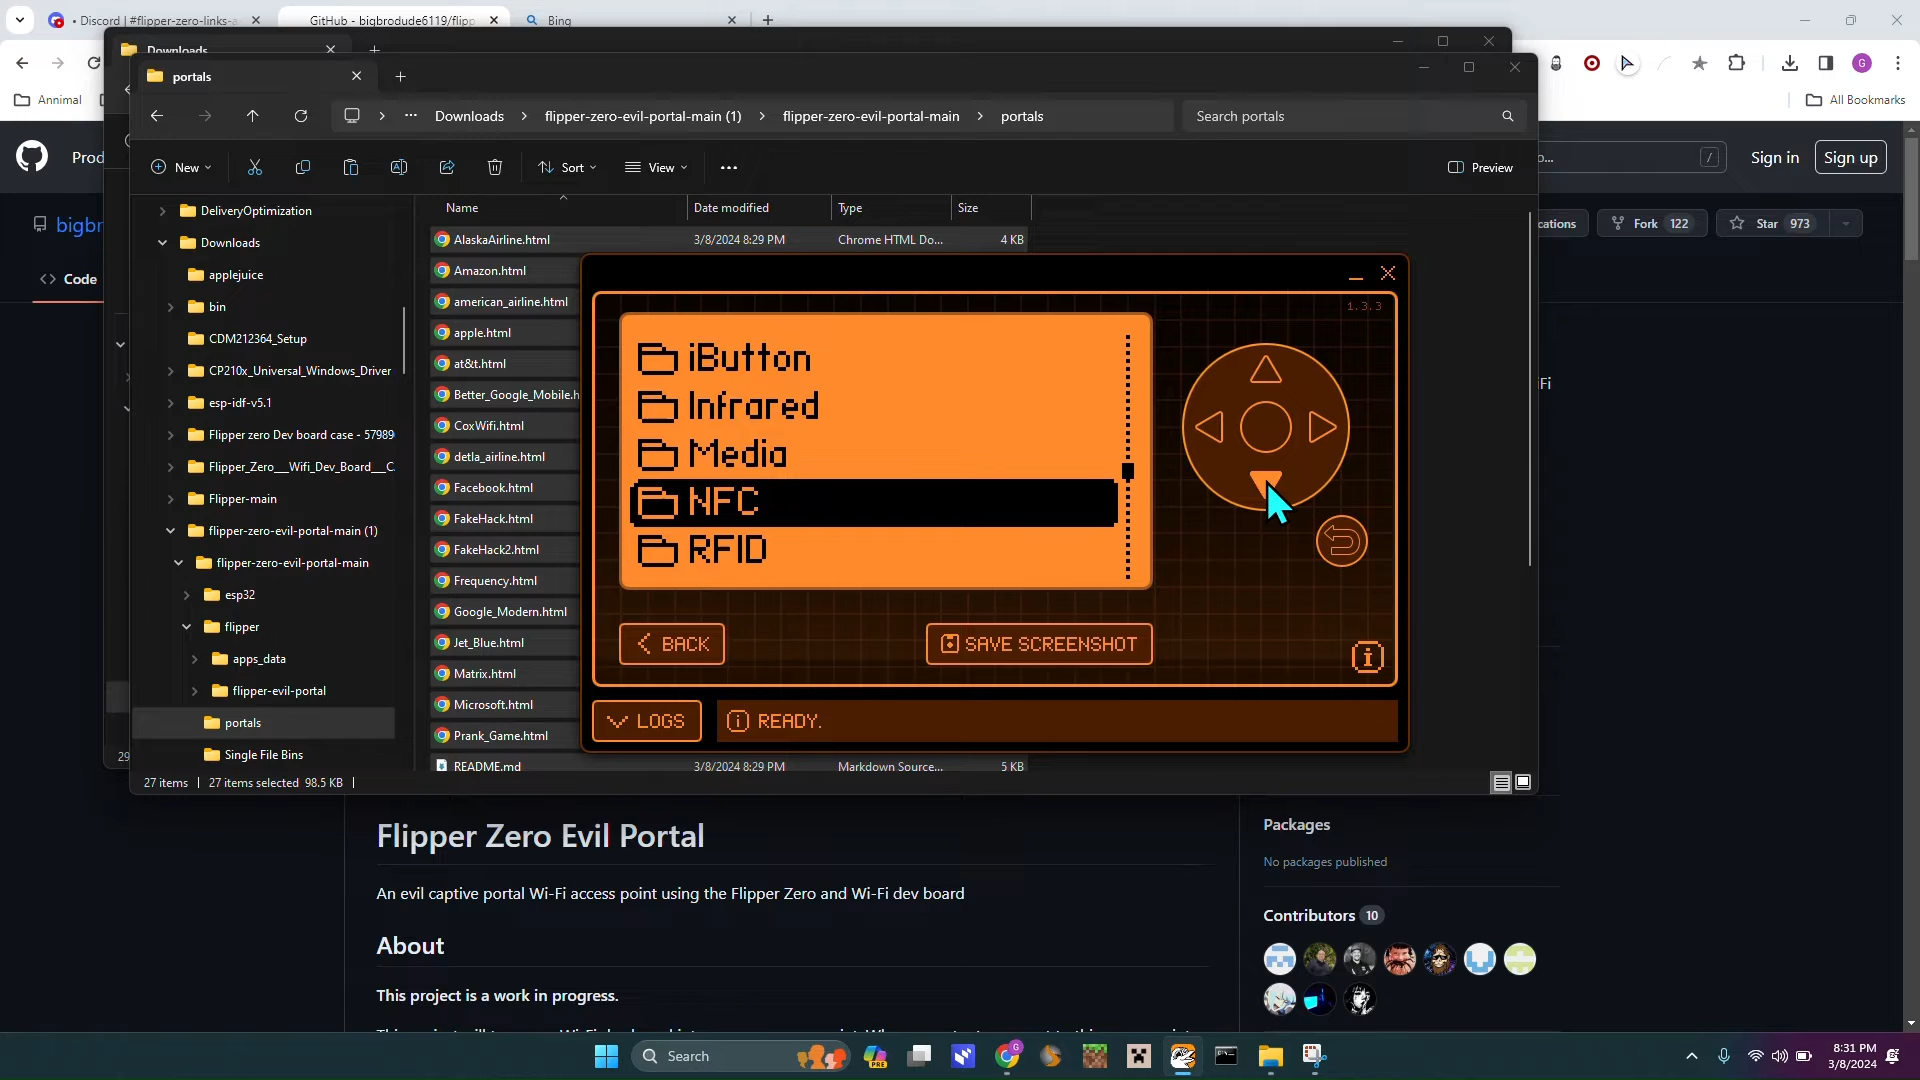 Discord | #flipper-zero-links-a
GitHub - bigbrodude6119/flipp
Bing
Downloads
portals
Annimal
All Bookmarks
Downloads > flipper-zero-evil-portal-main (1) > flipper-zero-evil-portal-main > portals
Search portals
Prod
Sign in
Sign up
New
Sort
View
Preview
bigbr
cations
Fork 122
Star 973
Code
Name
Date modified
Type
Size
DeliveryOptimization
Downloads
applejuice
bin
CDM212364_Setup
CP210x_Universal_Windows_Driver
esp-idf-v5.1
Flipper zero Dev board case - 57989
Flipper_Zero__Wifi_Dev_Board__C
Flipper-main
flipper-zero-evil-portal-main (1)
flipper-zero-evil-portal-main
esp32
flipper
apps_data
flipper-evil-portal
portals
Single File Bins
AlaskaAirline.html 3/8/2024 8:29 PM Chrome HTML Do... 4 KB
Amazon.html
american_airline.html
apple.html
at&t.html
Better_Google_Mobile.h
CoxWifi.html
detla_airline.html
Facebook.html
FakeHack.html
FakeHack2.html
Frequency.html
Google_Modern.html
Jet_Blue.html
Matrix.html
Microsoft.html
Prank_Game.html
README.md 3/8/2024 8:29 PM Markdown Source... 5 KB
1.3.3
iButton
Infrared
Media
NFC
RFID
BACK
SAVE SCREENSHOT
LOGS
READY.
Fi
29
27 items
27 items selected 98.5 KB
Flipper Zero Evil Portal
An evil captive portal Wi-Fi access point using the Flipper Zero and Wi-Fi dev board
About
This project is a work in progress.
Packages
No packages published
Contributors 10
Search
PRE
G
8:31 PM
3/8/2024